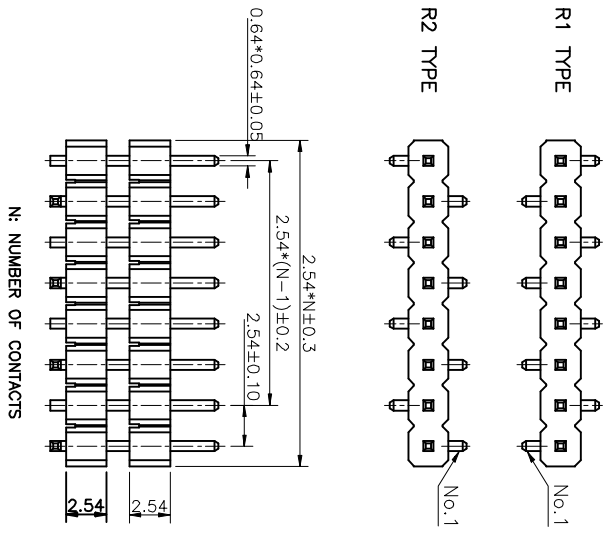 R1 TYPE
No.1
R2 TYPE
No.1
2.54*N±0.3
2.54*(N-1)±0.2
2.54±0.10
0.64*0.64±0.05
2.54
2.54
N: NUMBER OF CONTACTS